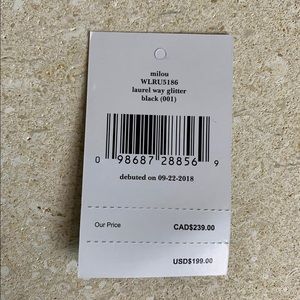 milou
WLRU5186
laurel way glitter
black (001)
0 98687 28856 9
debuted on 09-22-2018
Our Price CAD$239.00
USD$199.00